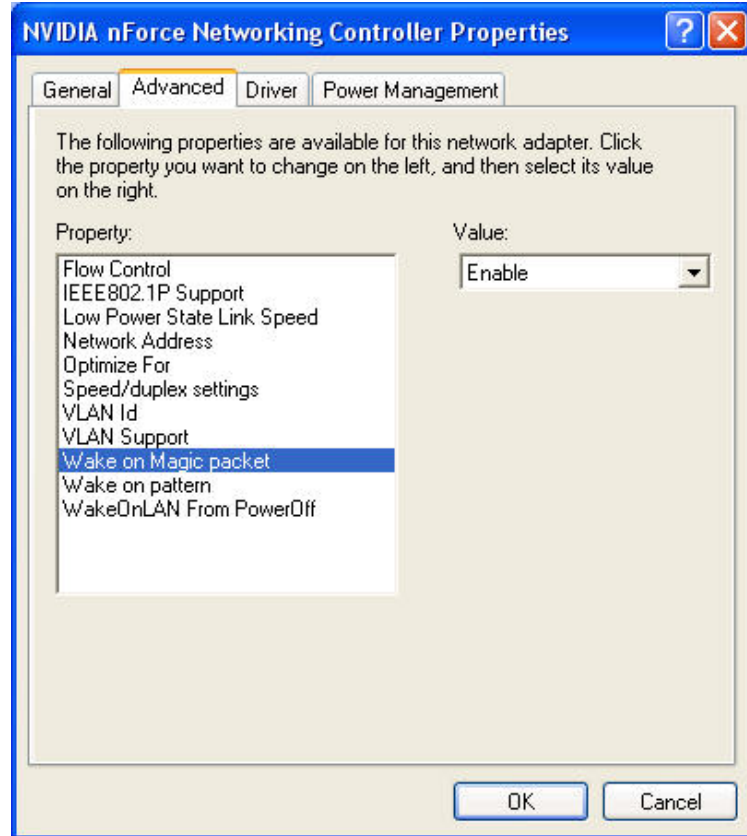 NVIDIA nForce Networking Controller Properties
General Advanced Driver Power Management
The following properties are available for this network adapter. Click
the property you want to change on the left, and then select its value
on the right.
Property:
Value:
Flow Control
IEEE802.1P Support
Low Power State Link Speed
Network Address
Optimize For
Speed/duplex settings
VLAN Id
VLAN Support
Wake on Magic packet
Wake on pattern
WakeOnLAN From PowerOff
Enable
OK Cancel